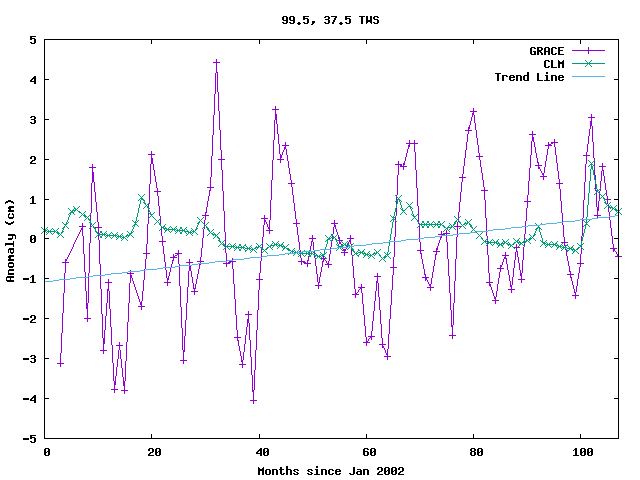 99.5, 37.5 TWS
GRACE
CLM
Trend Line
5
4
3
2
1
0
-1
-2
-3
-4
-5
Anomaly (cm)
0 20 40 60 80 100
Months since Jan 2002